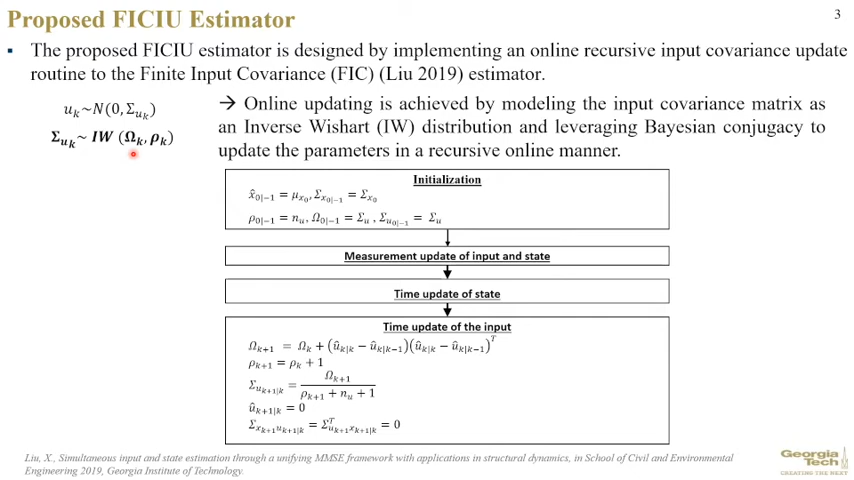 Proposed FICIU Estimator
3
▪ The proposed FICIU estimator is designed by implementing an online recursive input covariance update
routine to the Finite Input Covariance (FIC) (Liu 2019) estimator.
u_k~N(0, Σ_{u_k})
Σ_{u_k}~ IW (Ω_k, ρ_k)
→ Online updating is achieved by modeling the input covariance matrix as
an Inverse Wishart (IW) distribution and leveraging Bayesian conjugacy to
update the parameters in a recursive online manner.
Initialization
x̂_{0|−1} = μ_{x_0}, Σ_{x_{0|−1}} = Σ_{x_0}
ρ_{0|−1} = n_u, Ω_{0|−1} = Σ_u , Σ_{u_{0|−1}} = Σ_u
Measurement update of input and state
Time update of state
Time update of the input
Ω_{k+1} = Ω_k + (û_{k|k} − û_{k|k−1})(û_{k|k} − û_{k|k−1})^T
ρ_{k+1} = ρ_k + 1
Σ_{u_{k+1|k}} = Ω_{k+1} / (ρ_{k+1} + n_u + 1)
û_{k+1|k} = 0
Σ_{x_{k+1}u_{k+1|k}} = Σ^T_{u_{k+1}x_{k+1|k}} = 0
Liu, X., Simultaneous input and state estimation through a unifying MMSE framework with applications in structural dynamics, in School of Civil and Environmental
Engineering 2019, Georgia Institute of Technology.
Georgia
Tech
CREATING THE NEXT